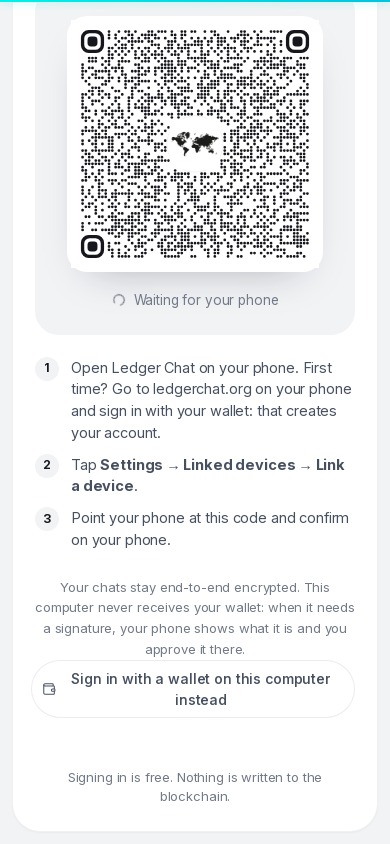 Waiting for your phone
1 Open Ledger Chat on your phone. First
time? Go to ledgerchat.org on your phone
and sign in with your wallet: that creates
your account.
2 Tap Settings → Linked devices → Link
a device.
3 Point your phone at this code and confirm
on your phone.
Your chats stay end-to-end encrypted. This
computer never receives your wallet: when it needs
a signature, your phone shows what it is and you
approve it there.
Sign in with a wallet on this computer
instead
Signing in is free. Nothing is written to the
blockchain.